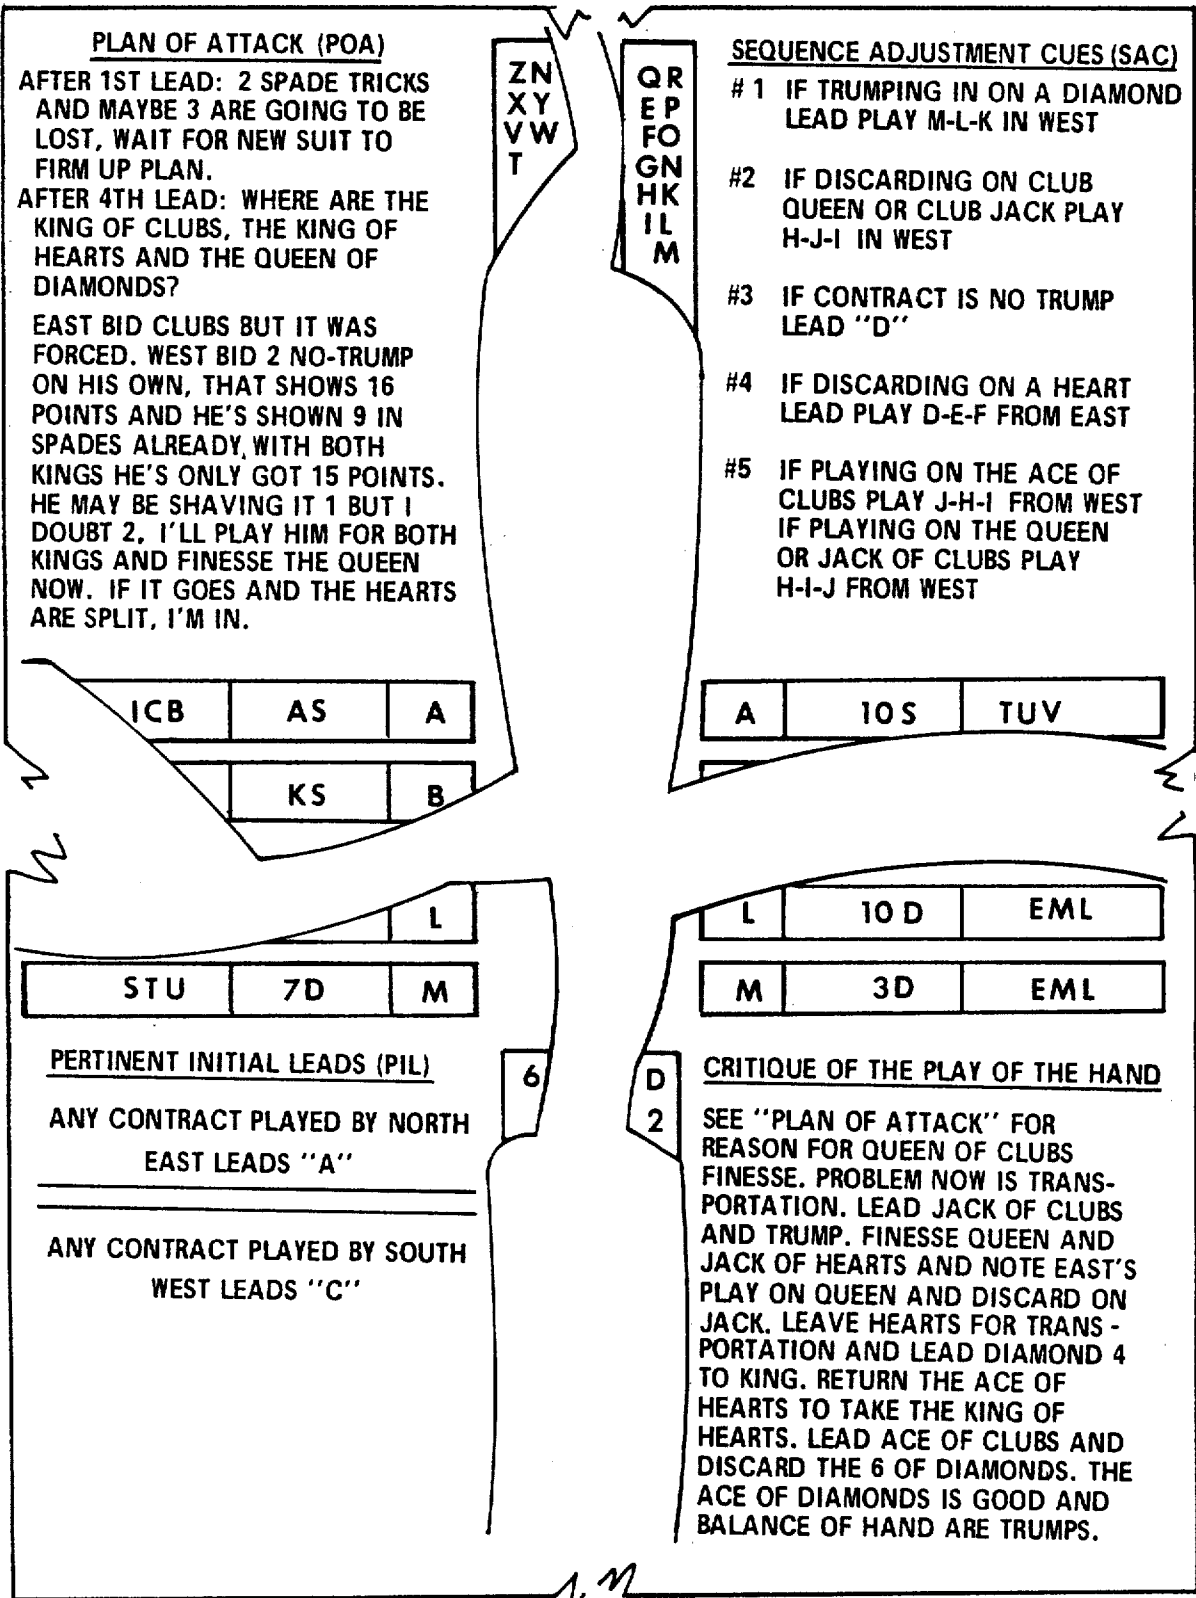 PLAN OF ATTACK (POA)
AFTER 1ST LEAD: 2 SPADE TRICKS
AND MAYBE 3 ARE GOING TO BE
LOST, WAIT FOR NEW SUIT TO
FIRM UP PLAN.
AFTER 4TH LEAD: WHERE ARE THE
KING OF CLUBS, THE KING OF
HEARTS AND THE QUEEN OF
DIAMONDS?
EAST BID CLUBS BUT IT WAS
FORCED. WEST BID 2 NO-TRUMP
ON HIS OWN, THAT SHOWS 16
POINTS AND HE'S SHOWN 9 IN
SPADES ALREADY, WITH BOTH
KINGS HE'S ONLY GOT 15 POINTS.
HE MAY BE SHAVING IT 1 BUT I
DOUBT 2, I'LL PLAY HIM FOR BOTH
KINGS AND FINESSE THE QUEEN
NOW. IF IT GOES AND THE HEARTS
ARE SPLIT, I'M IN.
ZN
XY
VW
T
QR
EP
FO
GN
HK
IL
M
SEQUENCE ADJUSTMENT CUES (SAC)
#1 IF TRUMPING IN ON A DIAMOND
LEAD PLAY M-L-K IN WEST
#2 IF DISCARDING ON CLUB
QUEEN OR CLUB JACK PLAY
H-J-I IN WEST
#3 IF CONTRACT IS NO TRUMP
LEAD "D"
#4 IF DISCARDING ON A HEART
LEAD PLAY D-E-F FROM EAST
#5 IF PLAYING ON THE ACE OF
CLUBS PLAY J-H-I FROM WEST
IF PLAYING ON THE QUEEN
OR JACK OF CLUBS PLAY
H-I-J FROM WEST
ICB AS A
KS B
A 10S TUV
L
STU 7D M
L 10D EML
M 3D EML
PERTINENT INITIAL LEADS (PIL)
ANY CONTRACT PLAYED BY NORTH
EAST LEADS "A"
ANY CONTRACT PLAYED BY SOUTH
WEST LEADS "C"
6
D
2
CRITIQUE OF THE PLAY OF THE HAND
SEE "PLAN OF ATTACK" FOR
REASON FOR QUEEN OF CLUBS
FINESSE. PROBLEM NOW IS TRANS-
PORTATION. LEAD JACK OF CLUBS
AND TRUMP. FINESSE QUEEN AND
JACK OF HEARTS AND NOTE EAST'S
PLAY ON QUEEN AND DISCARD ON
JACK. LEAVE HEARTS FOR TRANS-
PORTATION AND LEAD DIAMOND 4
TO KING. RETURN THE ACE OF
HEARTS TO TAKE THE KING OF
HEARTS. LEAD ACE OF CLUBS AND
DISCARD THE 6 OF DIAMONDS. THE
ACE OF DIAMONDS IS GOOD AND
BALANCE OF HAND ARE TRUMPS.